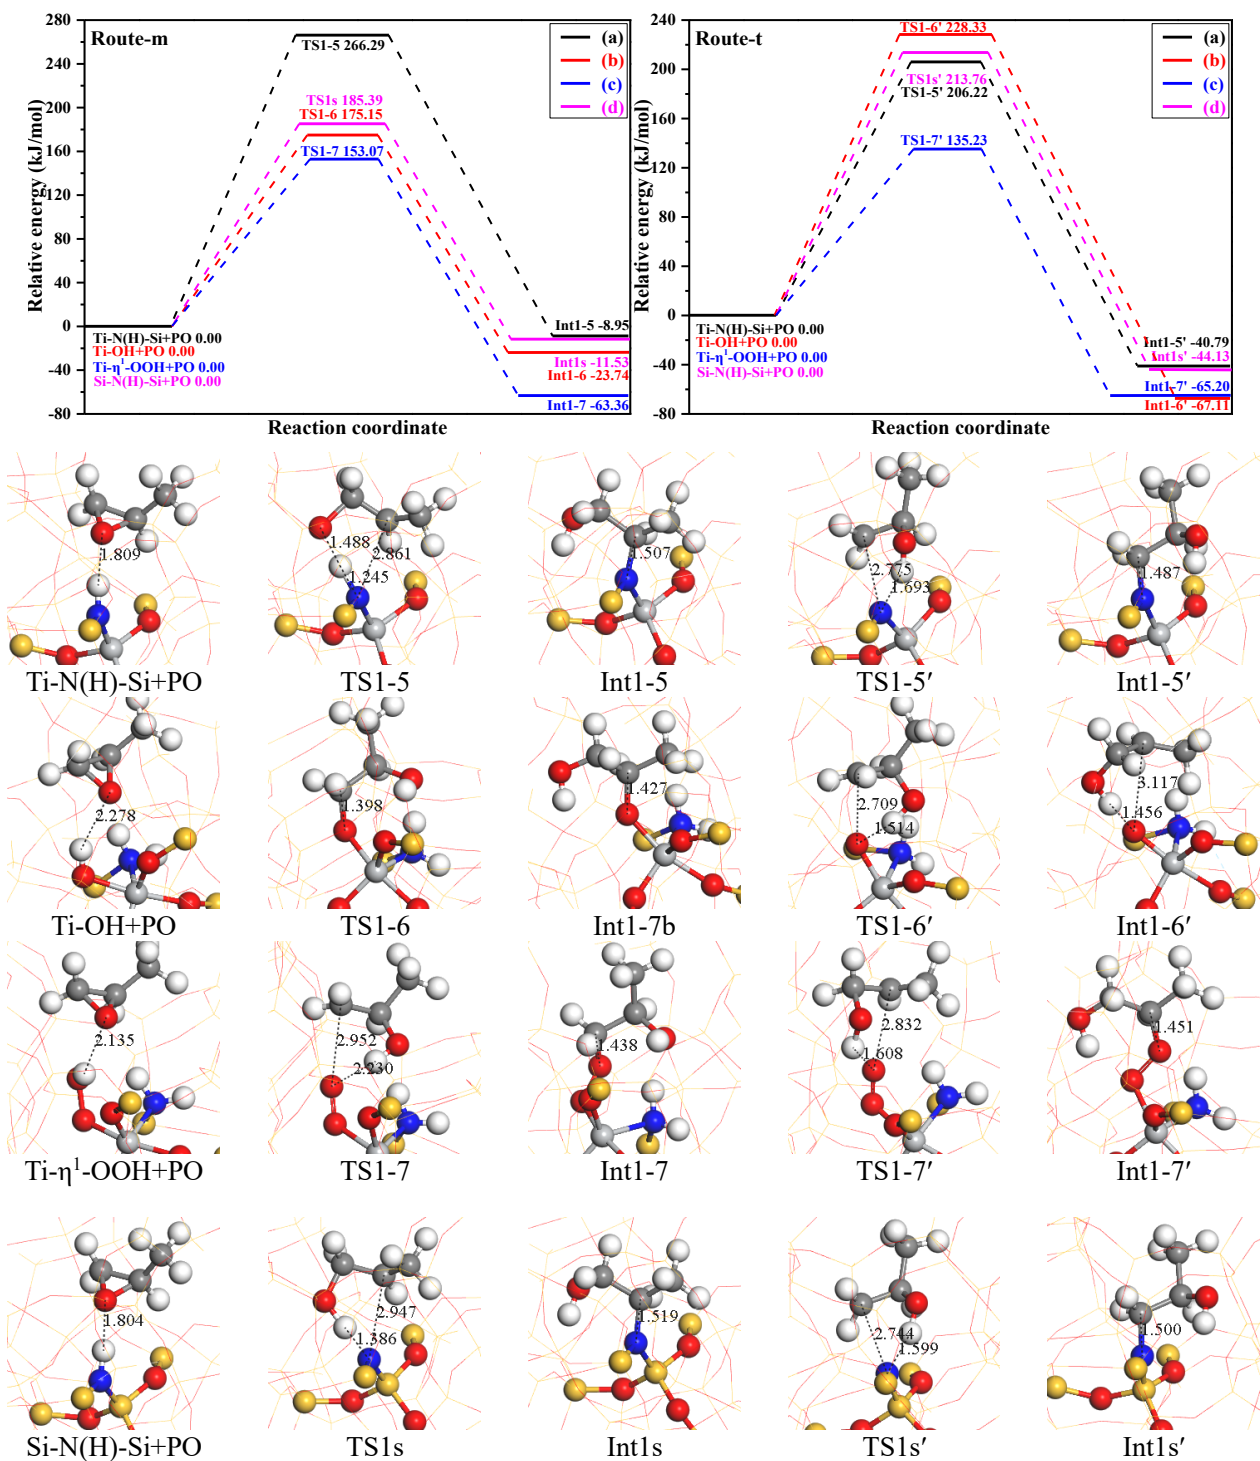 Route-m
Relative energy (kJ/mol)
280
240
200
160
120
80
40
0
-40
-80
TS1-5 266.29
TS1s 185.39
TS1-6 175.15
TS1-7 153.07
(a)
(b)
(c)
(d)
Ti-N(H)-Si+PO 0.00
Ti-OH+PO 0.00
Ti-η¹-OOH+PO 0.00
Si-N(H)-Si+PO 0.00
Int1-5 -8.95
Int1s -11.53
Int1-6 -23.74
Int1-7 -63.36
Reaction coordinate
Route-t
Relative energy (kJ/mol)
240
200
160
120
80
40
0
-40
-80
TS1-6' 228.33
TS1s' 213.76
TS1-5' 206.22
TS1-7' 135.23
(a)
(b)
(c)
(d)
Ti-N(H)-Si+PO 0.00
Ti-OH+PO 0.00
Ti-η¹-OOH+PO 0.00
Si-N(H)-Si+PO 0.00
Int1-5' -40.79
Int1s' -44.13
Int1-7' -65.20
Int1-6' -67.11
Reaction coordinate
1.809
1.488
2.861
1.245
1.507
2.775
1.693
1.487
Ti-N(H)-Si+PO
TS1-5
Int1-5
TS1-5′
Int1-5′
2.278
1.398
1.427
2.709
1.514
3.117
1.456
Ti-OH+PO
TS1-6
Int1-7b
TS1-6′
Int1-6′
2.135
2.952
2.230
1.438
2.832
1.608
1.451
Ti-η¹-OOH+PO
TS1-7
Int1-7
TS1-7′
Int1-7′
1.804
2.947
1.386
1.519
2.744
1.599
1.500
Si-N(H)-Si+PO
TS1s
Int1s
TS1s′
Int1s′